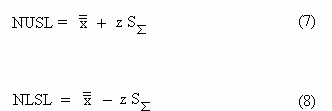 NUSL = x̿ + z S_Σ (7)
NLSL = x̿ − z S_Σ (8)